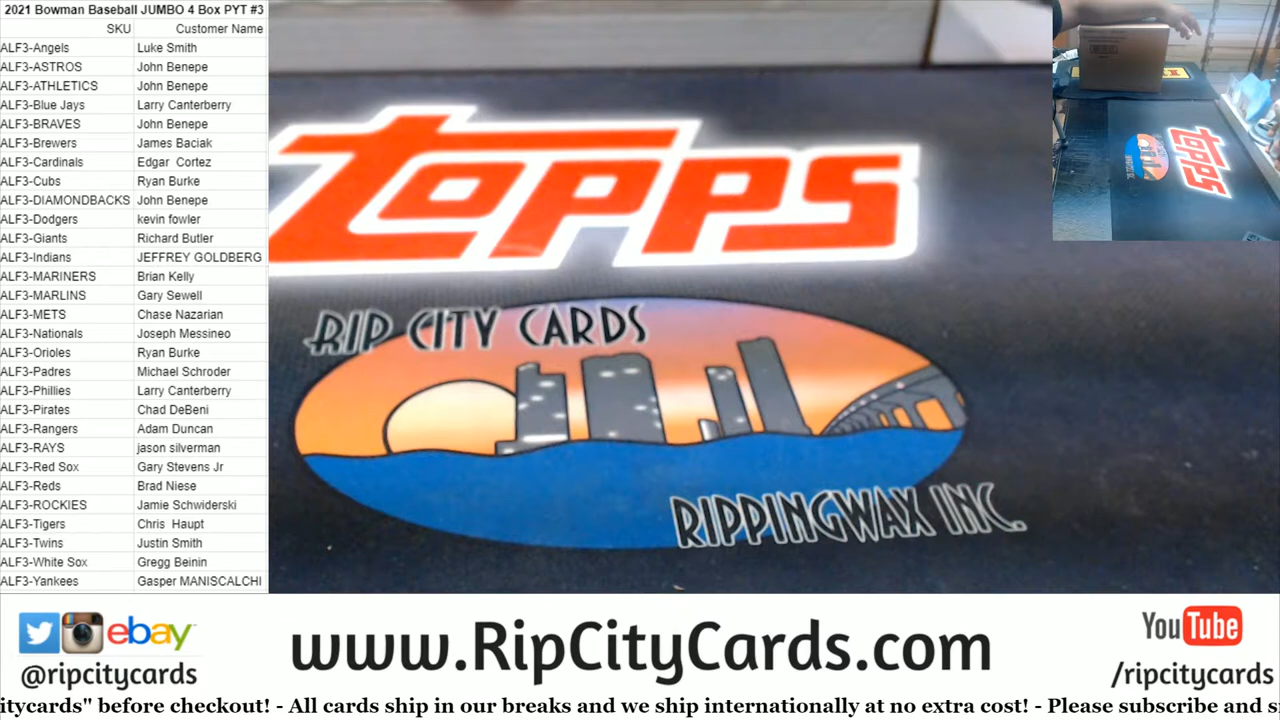 2021 Bowman Baseball JUMBO 4 Box PYT #3
SKU Customer Name
ALF3-Angels Luke Smith
ALF3-ASTROS John Benepe
ALF3-ATHLETICS John Benepe
ALF3-Blue Jays Larry Canterberry
ALF3-BRAVES John Benepe
ALF3-Brewers James Baciak
ALF3-Cardinals Edgar Cortez
ALF3-Cubs Ryan Burke
ALF3-DIAMONDBACKS John Benepe
ALF3-Dodgers kevin fowler
ALF3-Giants Richard Butler
ALF3-Indians JEFFREY GOLDBERG
ALF3-MARINERS Brian Kelly
ALF3-MARLINS Gary Sewell
ALF3-METS Chase Nazarian
ALF3-Nationals Joseph Messineo
ALF3-Orioles Ryan Burke
ALF3-Padres Michael Schroder
ALF3-Phillies Larry Canterberry
ALF3-Pirates Chad DeBeni
ALF3-Rangers Adam Duncan
ALF3-RAYS jason silverman
ALF3-Red Sox Gary Stevens Jr
ALF3-Reds Brad Niese
ALF3-ROCKIES Jamie Schwiderski
ALF3-Tigers Chris Haupt
ALF3-Twins Justin Smith
ALF3-White Sox Gregg Beinin
ALF3-Yankees Gasper MANISCALCHI
topps
RIP CITY CARDS
RIPPINGWAX INC.
topps
ebay
@ripcitycards
www.RipCityCards.com
YouTube
/ripcitycards
itycards" before checkout! - All cards ship in our breaks and we ship internationally at no extra cost! - Please subscribe and s